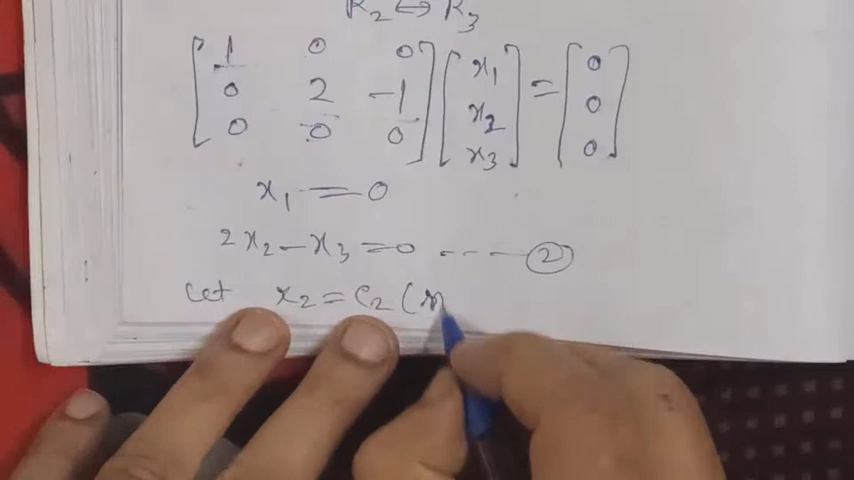 R2 ↔ R3
[1 0 0; 0 2 -1; 0 0 0] [x1; x2; x3] = [0; 0; 0]
x1 = 0
2x2 - x3 = 0 ---- ②
Let x2 = C2 (